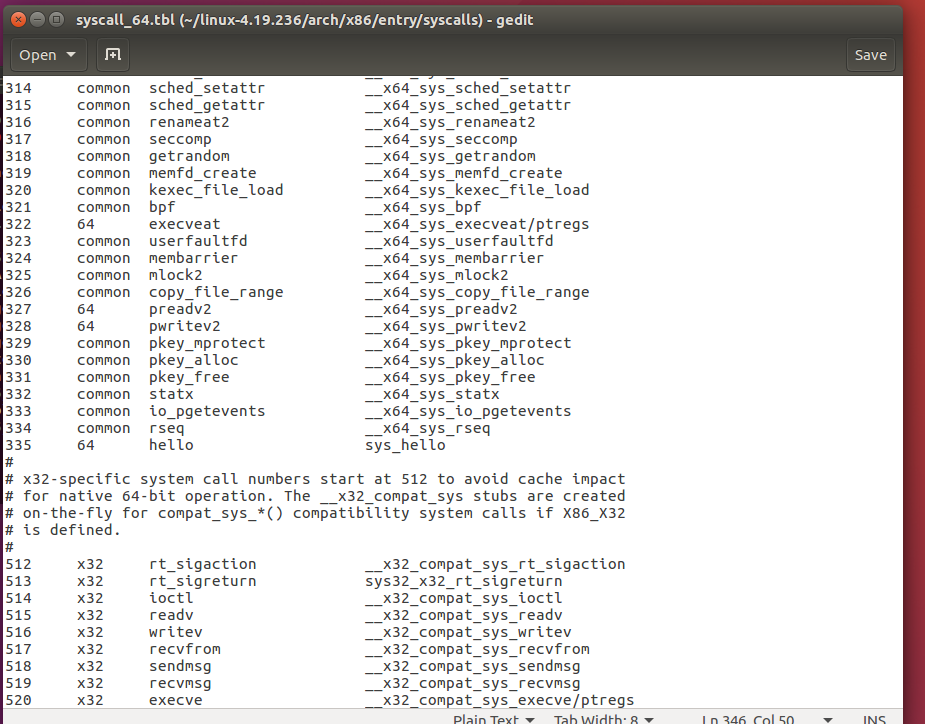 syscall_64.tbl (~/linux-4.19.236/arch/x86/entry/syscalls) - gedit
Open Save
314 common sched_setattr __x64_sys_sched_setattr
315 common sched_getattr __x64_sys_sched_getattr
316 common renameat2 __x64_sys_renameat2
317 common seccomp __x64_sys_seccomp
318 common getrandom __x64_sys_getrandom
319 common memfd_create __x64_sys_memfd_create
320 common kexec_file_load __x64_sys_kexec_file_load
321 common bpf __x64_sys_bpf
322 64 execveat __x64_sys_execveat/ptregs
323 common userfaultfd __x64_sys_userfaultfd
324 common membarrier __x64_sys_membarrier
325 common mlock2 __x64_sys_mlock2
326 common copy_file_range __x64_sys_copy_file_range
327 64 preadv2 __x64_sys_preadv2
328 64 pwritev2 __x64_sys_pwritev2
329 common pkey_mprotect __x64_sys_pkey_mprotect
330 common pkey_alloc __x64_sys_pkey_alloc
331 common pkey_free __x64_sys_pkey_free
332 common statx __x64_sys_statx
333 common io_pgetevents __x64_sys_io_pgetevents
334 common rseq __x64_sys_rseq
335 64 hello sys_hello
#
# x32-specific system call numbers start at 512 to avoid cache impact
# for native 64-bit operation. The __x32_compat_sys stubs are created
# on-the-fly for compat_sys_*() compatibility system calls if X86_X32
# is defined.
#
512 x32 rt_sigaction __x32_compat_sys_rt_sigaction
513 x32 rt_sigreturn sys32_x32_rt_sigreturn
514 x32 ioctl __x32_compat_sys_ioctl
515 x32 readv __x32_compat_sys_readv
516 x32 writev __x32_compat_sys_writev
517 x32 recvfrom __x32_compat_sys_recvfrom
518 x32 sendmsg __x32_compat_sys_sendmsg
519 x32 recvmsg __x32_compat_sys_recvmsg
520 x32 execve __x32_compat_sys_execve/ptregs
Plain Text Tab Width: 8 Ln 346, Col 50 INS